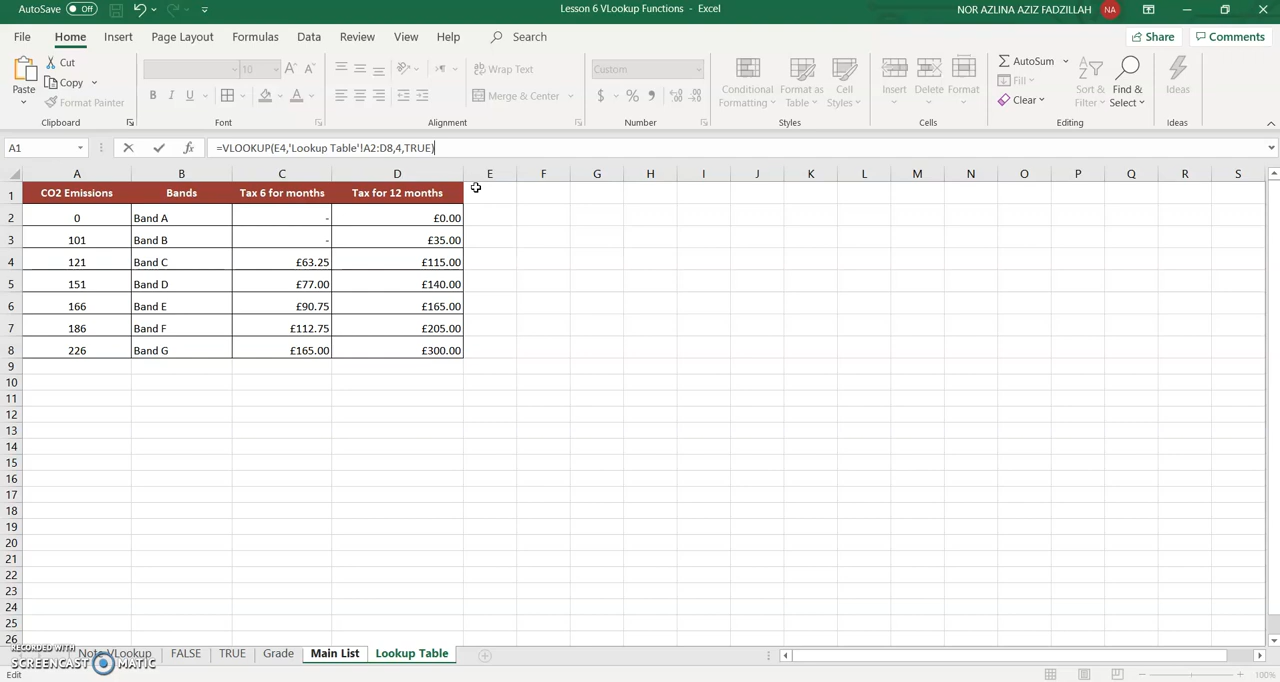 AutoSave Off Lesson 6 VLookup Functions - Excel NOR AZLINA AZIZ FADZILLAH NA
File Home Insert Draw Page Layout Formulas Data Review View Help Search Share Comments
Paste Cut Copy Format Painter
Clipboard
10 A A B I U A
Font
Wrap Text Merge & Center
Alignment
Custom $ % ,
Number
Conditional Formatting Format as Table Cell Styles
Styles
Insert Delete Format
Cells
AutoSum Fill Clear Sort & Filter Find & Select
Editing
Ideas
Ideas
A1 fx =VLOOKUP(E4,'Lookup Table'!A2:D8,4,TRUE)
A B C D E F G H I J K L M N O P Q R S
1 CO2 Emissions Bands Tax 6 for months Tax for 12 months
2 0 Band A - £0.00
3 101 Band B - £35.00
4 121 Band C £63.25 £115.00
5 151 Band D £77.00 £140.00
6 166 Band E £90.75 £165.00
7 186 Band F £112.75 £205.00
8 226 Band G £165.00 £300.00
9
10
11
12
13
14
15
16
17
18
19
20
21
22
23
24
25
26
RECORDED WITH
SCREENCAST MATIC
Note VLookup FALSE TRUE Grade Main List Lookup Table
Edit 100%